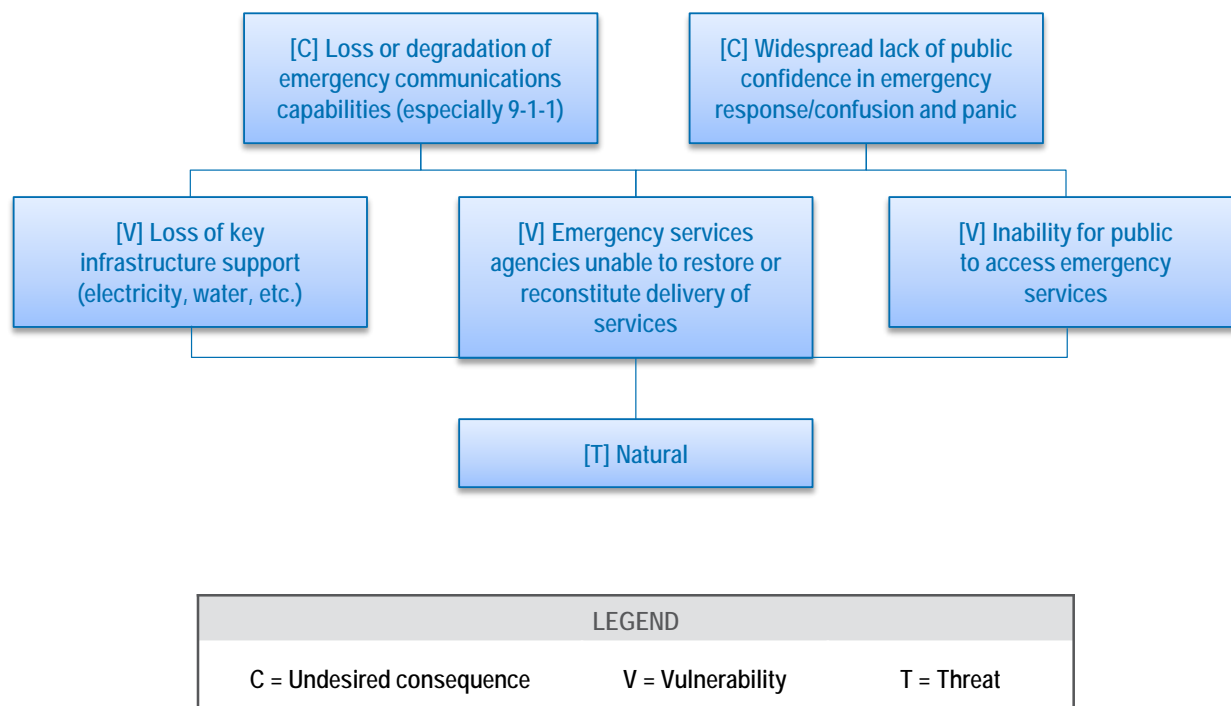 [C] Loss or degradation of
emergency communications
capabilities (especially 9-1-1)
[C] Widespread lack of public
confidence in emergency
response/confusion and panic
[V] Loss of key
infrastructure support
(electricity, water, etc.)
[V] Emergency services
agencies unable to restore or
reconstitute delivery of
services
[V] Inability for public
to access emergency
services
[T] Natural
LEGEND
C = Undesired consequence V = Vulnerability T = Threat